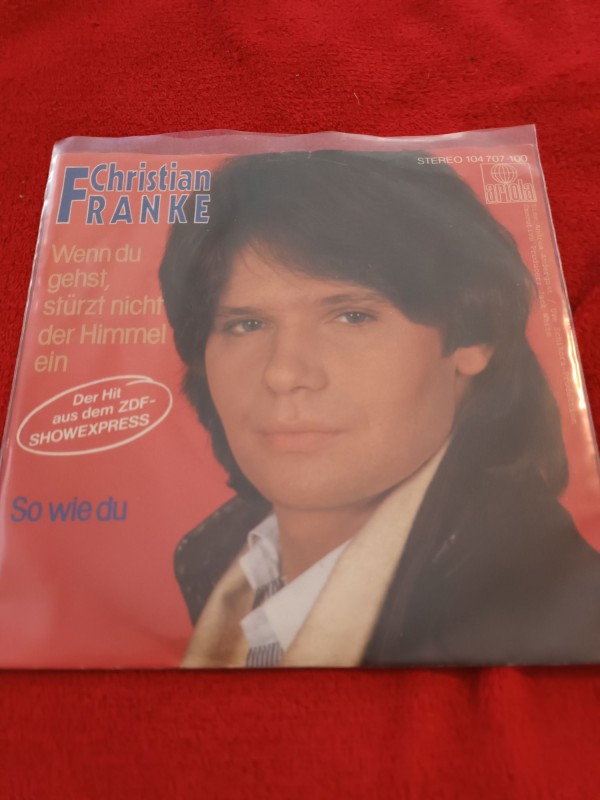 Christian
FRANKE
STEREO 104 707-100
ariola
Wenn du
gehst,
stürzt nicht
der Himmel
ein
Der Hit
aus dem ZDF-
SHOWEXPRESS
So wie du